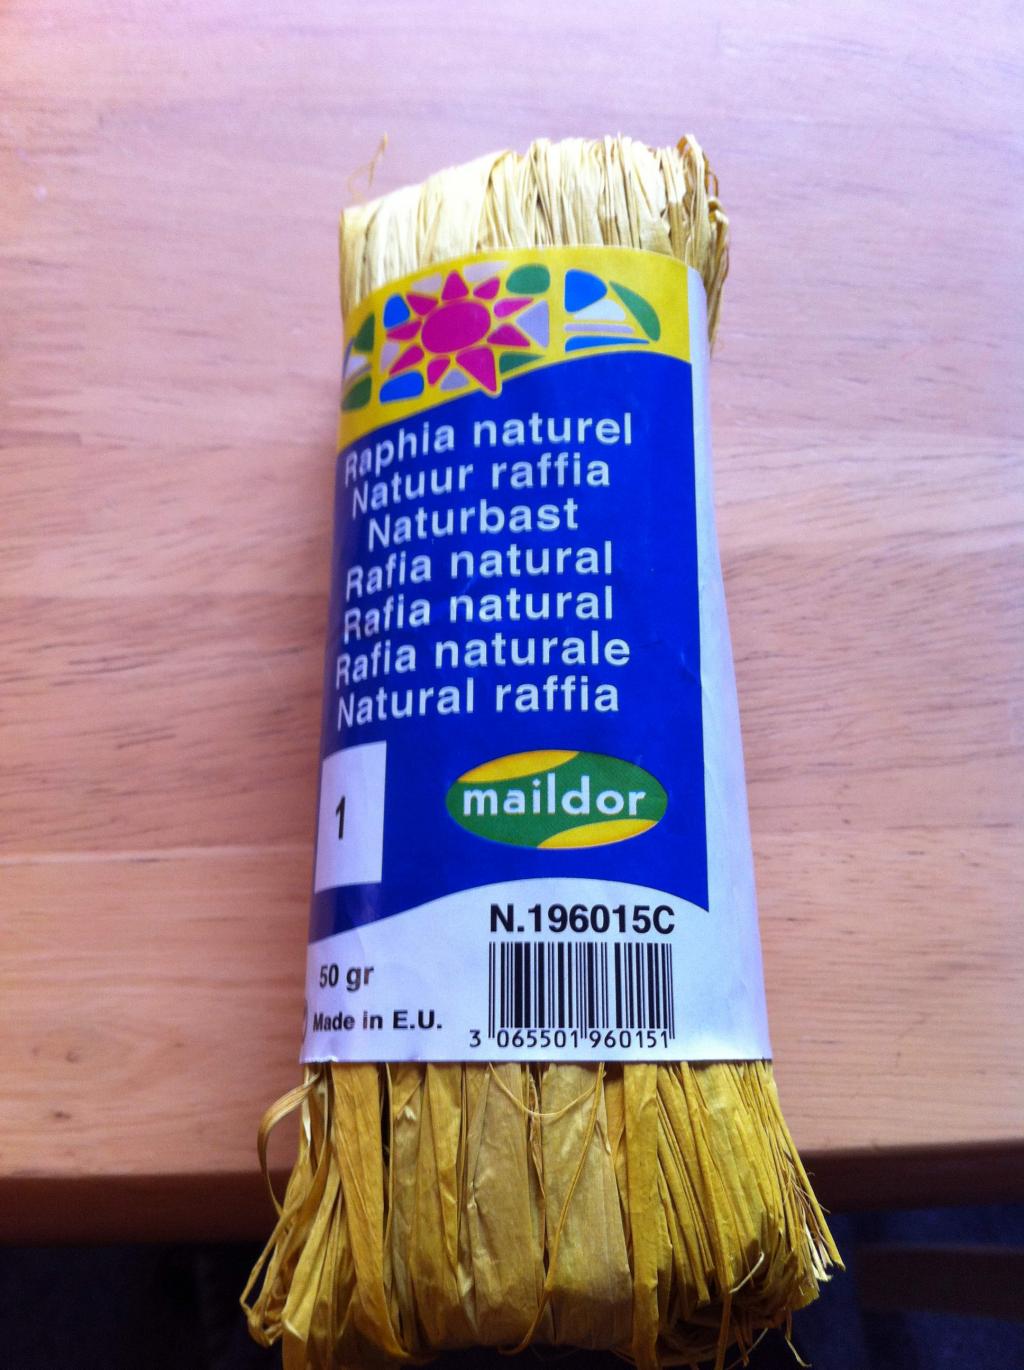 Raphia naturel
Natuur raffia
Naturbast
Rafia natural
Rafia natural
Rafia naturale
Natural raffia
1
maildor
N.196015C
50 gr
Made in E.U.
3 065501 960151